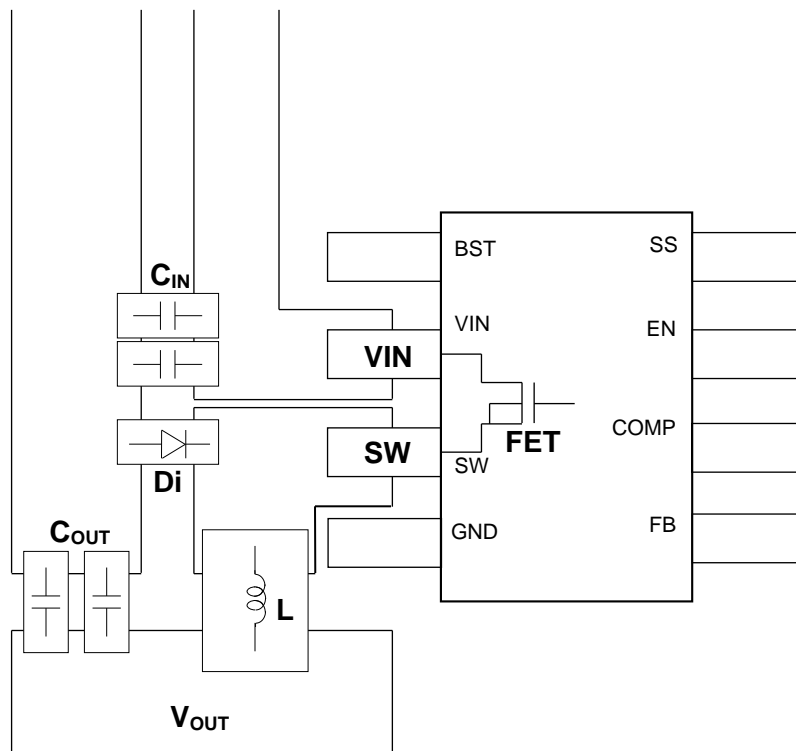 BST
SS
CIN
VIN
EN
VIN
COMP
FET
SW
SW
Di
COUT
GND
FB
L
VOUT